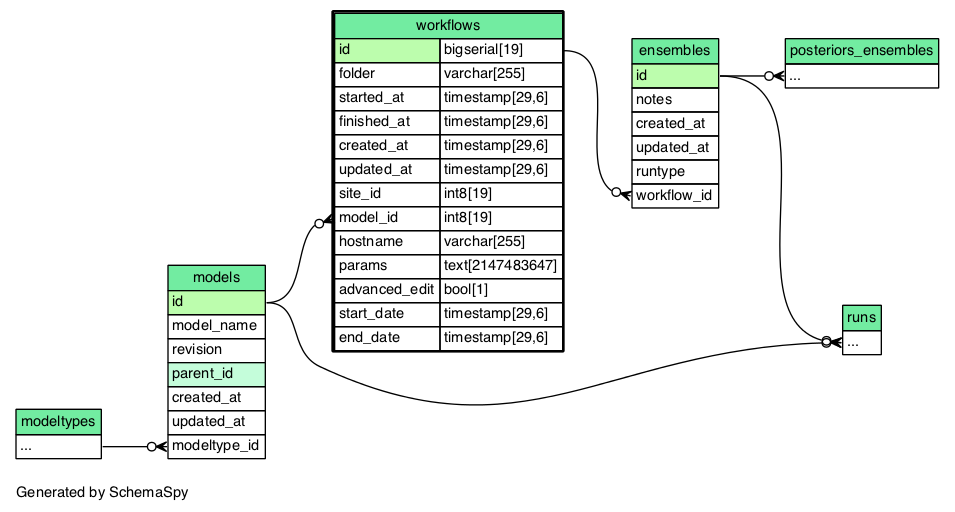 workflows
id bigserial[19]
folder varchar[255]
started_at timestamp[29,6]
finished_at timestamp[29,6]
created_at timestamp[29,6]
updated_at timestamp[29,6]
site_id int8[19]
model_id int8[19]
hostname varchar[255]
params text[2147483647]
advanced_edit bool[1]
start_date timestamp[29,6]
end_date timestamp[29,6]
ensembles
id
notes
created_at
updated_at
runtype
workflow_id
posteriors_ensembles
...
models
id
model_name
revision
parent_id
created_at
updated_at
modeltype_id
runs
...
modeltypes
...
Generated by SchemaSpy